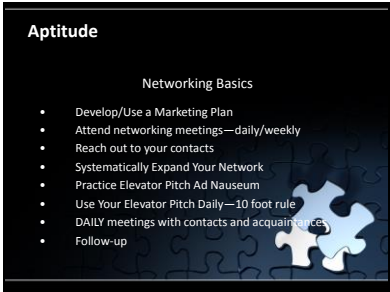 Aptitude
Networking Basics
• Develop/Use a Marketing Plan
• Attend networking meetings—daily/weekly
• Reach out to your contacts
• Systematically Expand Your Network
• Practice Elevator Pitch Ad Nauseum
• Use Your Elevator Pitch Daily—10 foot rule
• DAILY meetings with contacts and acquaintances
• Follow-up